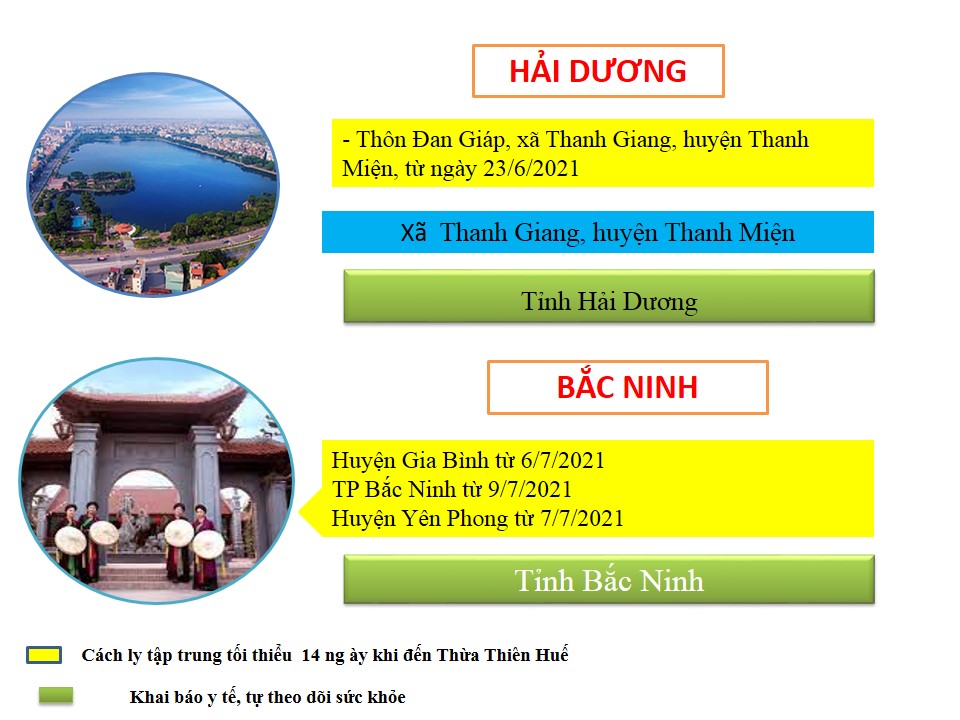 HẢI DƯƠNG
- Thôn Đan Giáp, xã Thanh Giang, huyện Thanh
Miện, từ ngày 23/6/2021
Xã Thanh Giang, huyện Thanh Miện
Tỉnh Hải Dương
BẮC NINH
Huyện Gia Bình từ 6/7/2021
TP Bắc Ninh từ 9/7/2021
Huyện Yên Phong từ 7/7/2021
Tỉnh Bắc Ninh
Cách ly tập trung tối thiểu 14 ng ày khi đến Thừa Thiên Huế
Khai báo y tế, tự theo dõi sức khỏe